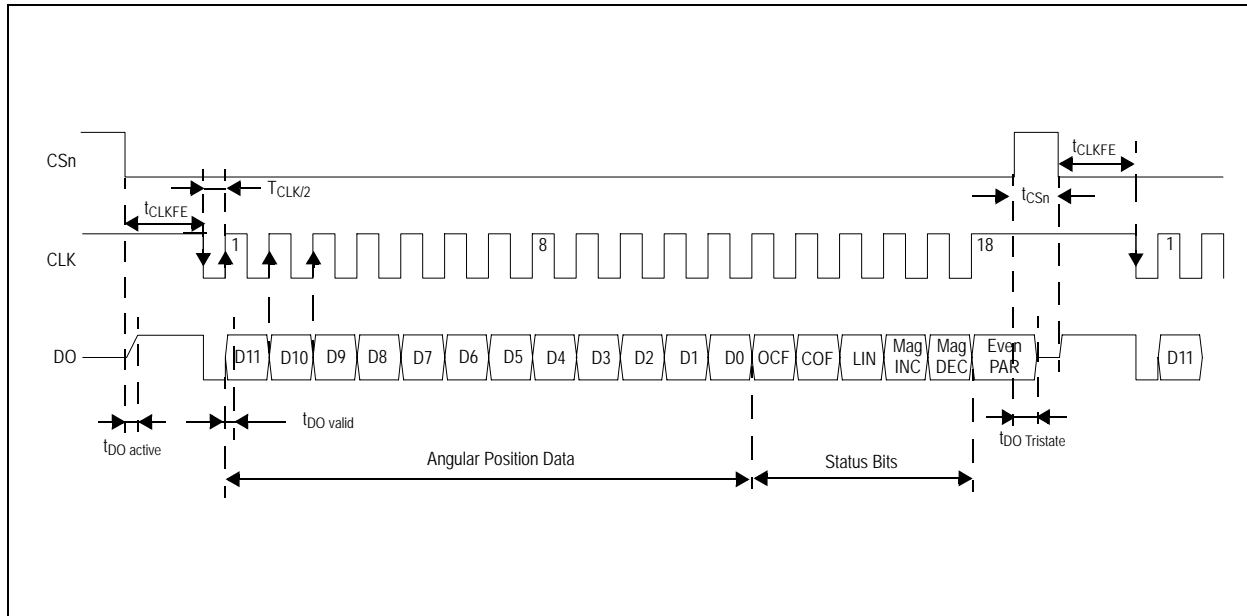 CSn
tCLKFE
TCLK/2
tCLKFE
tCSn
CLK
1
8
18
1
DO
D11
D10
D9
D8
D7
D6
D5
D4
D3
D2
D1
D0
OCF
COF
LIN
Mag
INC
Mag
DEC
Even
PAR
D11
tDO active
tDO valid
tDO Tristate
Angular Position Data
Status Bits